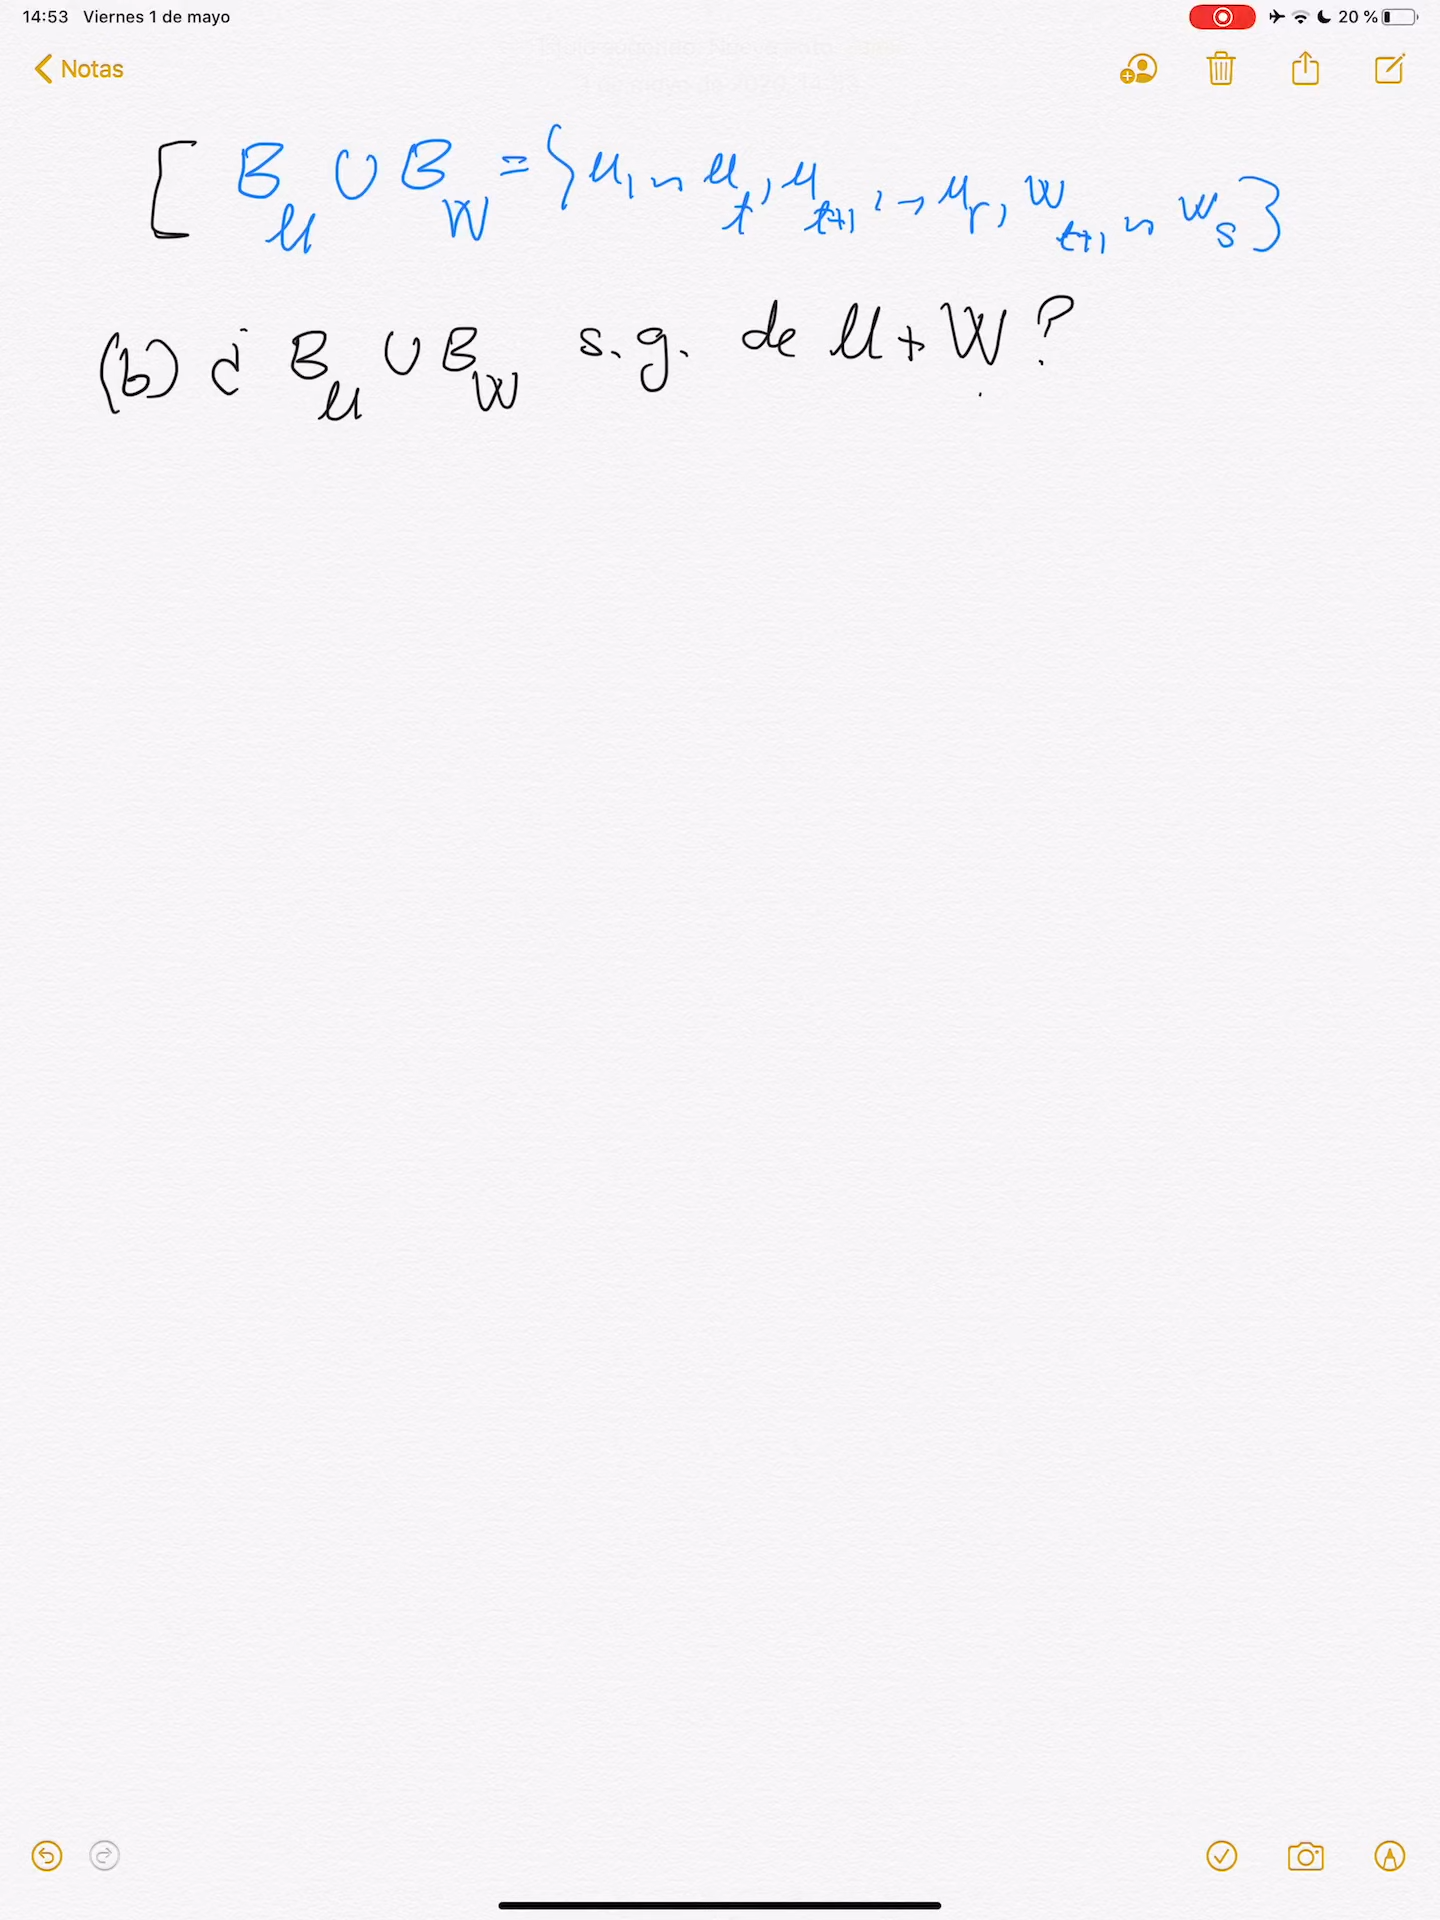 14:53 Viernes 1 de mayo 20 %
Notas
[ B_U ∪ B_W = {u_1, ..., u_t, u_{t+1}, ..., u_r, w_{t+1}, ..., w_s}
(b) ¿ B_U ∪ B_W s.g. de U + W ?